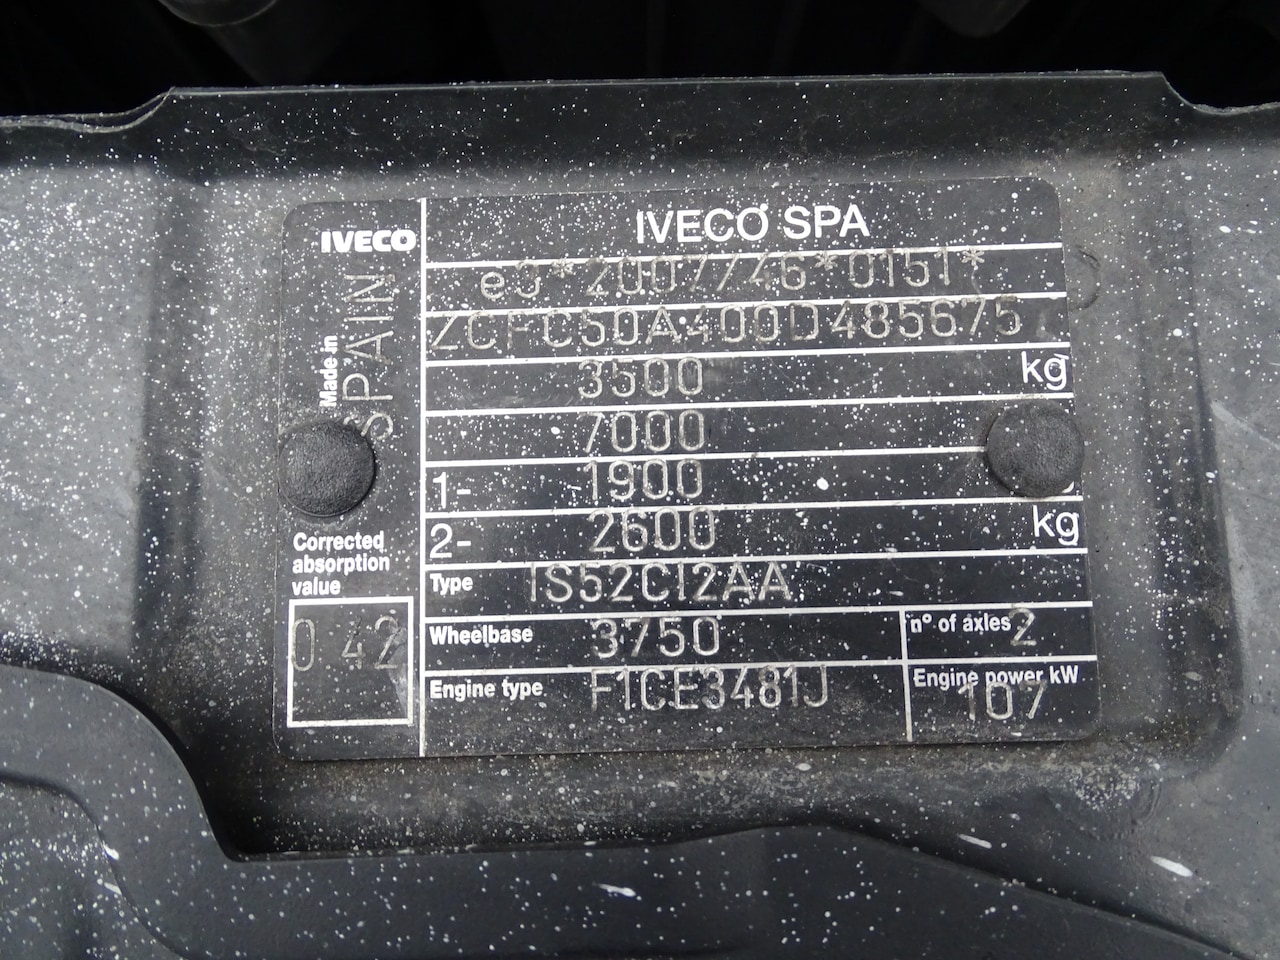 IVECO
Made in
SPAIN
Corrected
absorption
value
0.42
IVECO SPA
e3*2007/46*0151*
ZCFC50A400D485675
3500 kg
7000
1- 1900
2- 2600 kg
Type IS52CI2AA
Wheelbase 3750
n° of axles 2
Engine type F1CE3481J
Engine power kW
107